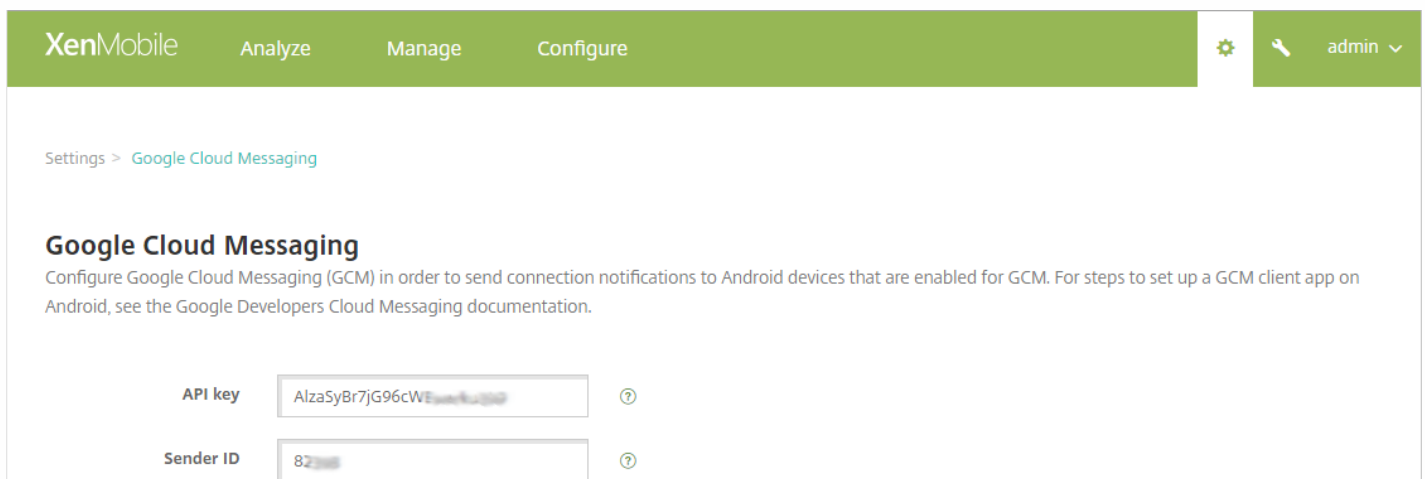 XenMobile Analyze Manage Configure admin
Settings > Google Cloud Messaging
Google Cloud Messaging
Configure Google Cloud Messaging (GCM) in order to send connection notifications to Android devices that are enabled for GCM. For steps to set up a GCM client app on
Android, see the Google Developers Cloud Messaging documentation.
API key ?
Sender ID ?